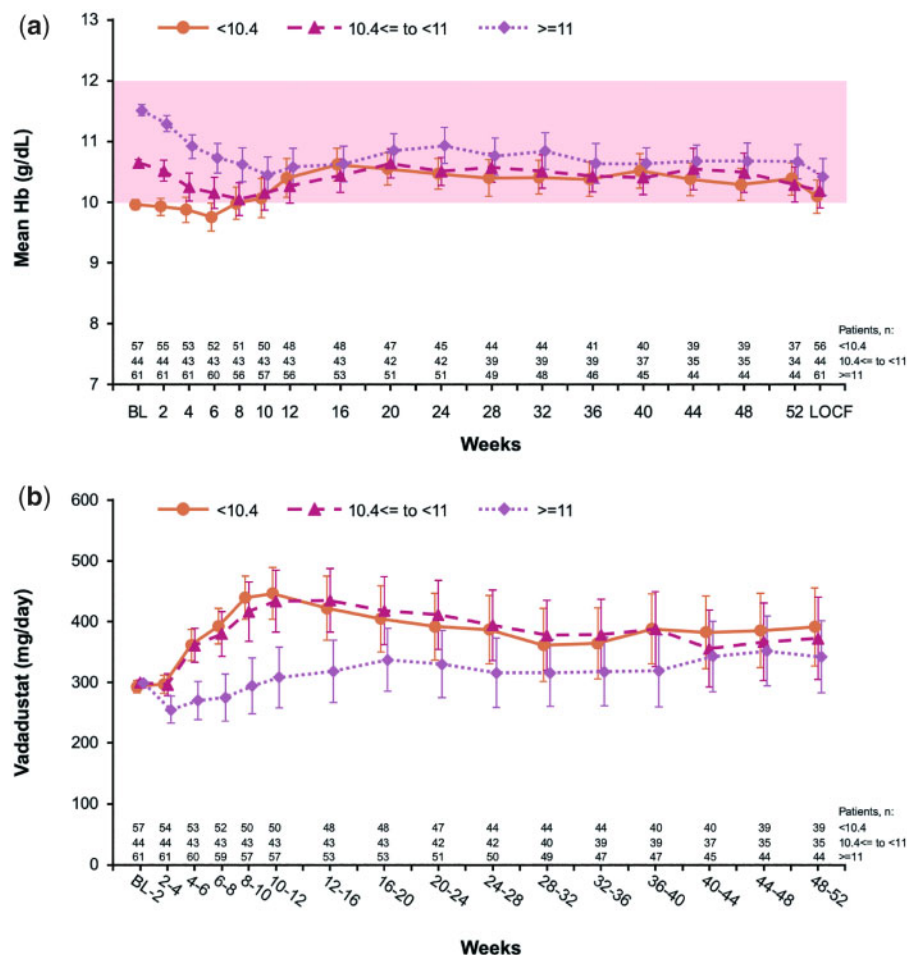 (a)
<10.4 10.4<= to <11 >=11
Mean Hb (g/dL)
13
12
11
10
9
8
7
Patients, n:
57 55 53 52 51 50 48 48 47 45 44 44 41 40 39 39 37 56 <10.4
44 44 43 43 43 43 43 43 42 42 39 39 39 37 35 35 34 44 10.4<= to <11
61 61 61 60 56 57 56 53 51 51 49 48 46 45 44 44 44 61 >=11
BL 2 4 6 8 10 12 16 20 24 28 32 36 40 44 48 52 LOCF
Weeks
(b)
<10.4 10.4<= to <11 >=11
Vadadustat (mg/day)
600
500
400
300
200
100
0
Patients, n:
57 54 53 52 50 50 48 48 47 44 44 44 40 40 39 39 <10.4
44 44 43 43 43 43 43 43 42 42 40 39 39 37 35 35 10.4<= to <11
61 61 60 59 57 57 53 53 51 50 49 47 47 45 44 44 >=11
BL-2 2-4 4-6 6-8 8-10 10-12 12-16 16-20 20-24 24-28 28-32 32-36 36-40 40-44 44-48 48-52
Weeks